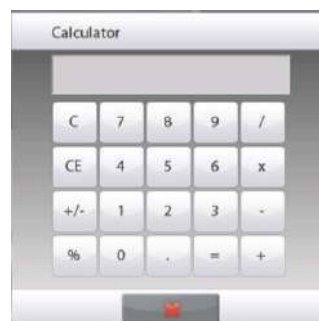 Calculator
C 7 8 9 /
CE 4 5 6 x
+/- 1 2 3 -
% 0 . = +